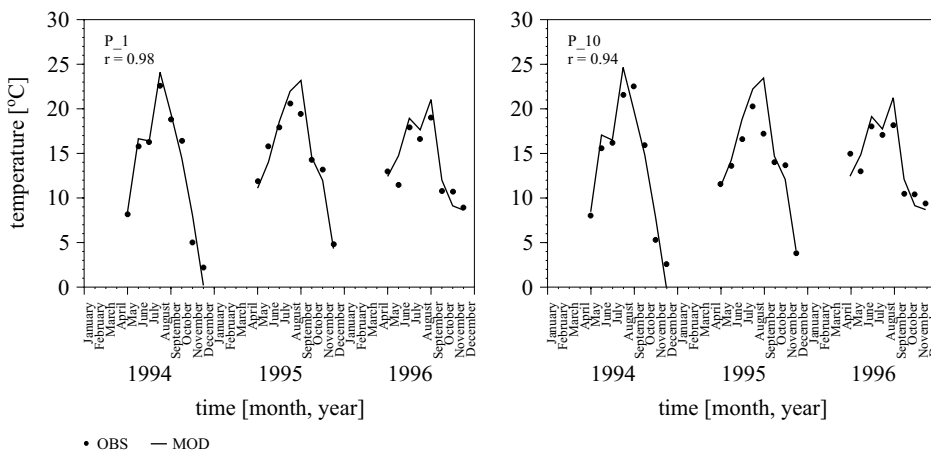 30
25
20
15
10
5
0
temperature [°C]
P_1
r = 0.98
January
February
March
April
May
June
July
August
September
October
November
December
January
February
March
April
May
June
July
August
September
October
November
December
January
February
March
April
May
June
July
August
September
October
November
December
1994
1995
1996
time [month, year]
30
25
20
15
10
5
0
P_10
r = 0.94
January
February
March
April
May
June
July
August
September
October
November
December
January
February
March
April
May
June
July
August
September
October
November
December
January
February
March
April
May
June
July
August
September
October
November
1994
1995
1996
time [month, year]
OBS — MOD